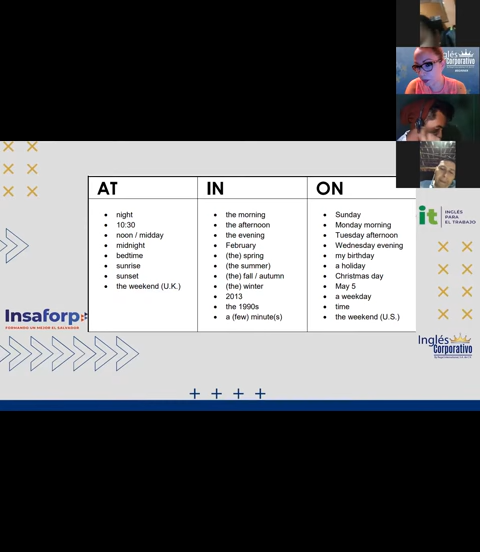 Inglés
Corporativo
AT
IN
ON
night
10:30
noon / midday
midnight
bedtime
sunrise
sunset
the weekend (U.K.)
the morning
the afternoon
the evening
February
(the) spring
(the summer)
(the) fall / autumn
(the) winter
2013
the 1990s
a (few) minute(s)
Sunday
Monday morning
Tuesday afternoon
Wednesday evening
my birthday
a holiday
Christmas day
May 5
a weekday
time
the weekend (U.S.)
it INGLÉS
PARA
EL TRABAJO
Insaforp
FORMANDO UN MEJOR EL SALVADOR
Inglés
Corporativo